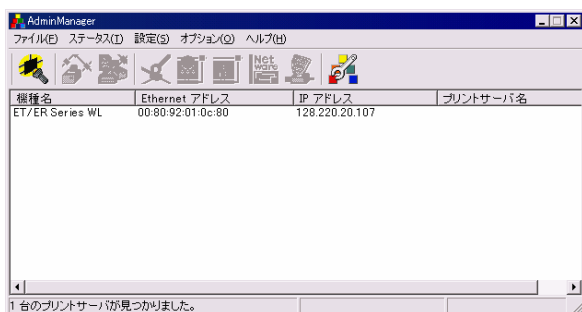 AdminManager
ファイル(F) ステータス(T) 設定(S) オプション(O) ヘルプ(H)
Net Ware
機種名 Ethernet アドレス IP アドレス プリントサーバ名
ET/ER Series WL 00:80:92:01:0c:80 128.220.20.107
1 台のプリントサーバが見つかりました。